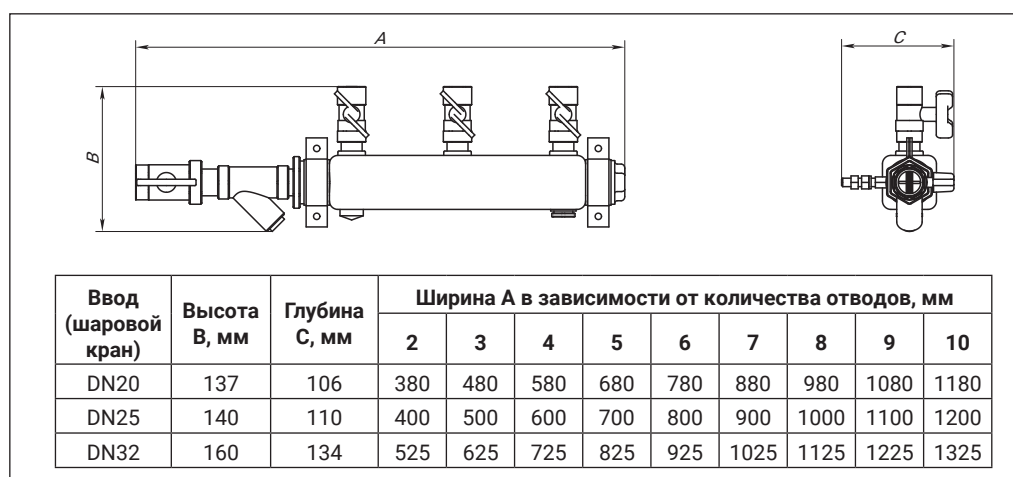 A
C
B
Ввод (шаровой кран)
Высота В, мм
Глубина С, мм
Ширина А в зависимости от количества отводов, мм
2 3 4 5 6 7 8 9 10
DN20 137 106 380 480 580 680 780 880 980 1080 1180
DN25 140 110 400 500 600 700 800 900 1000 1100 1200
DN32 160 134 525 625 725 825 925 1025 1125 1225 1325